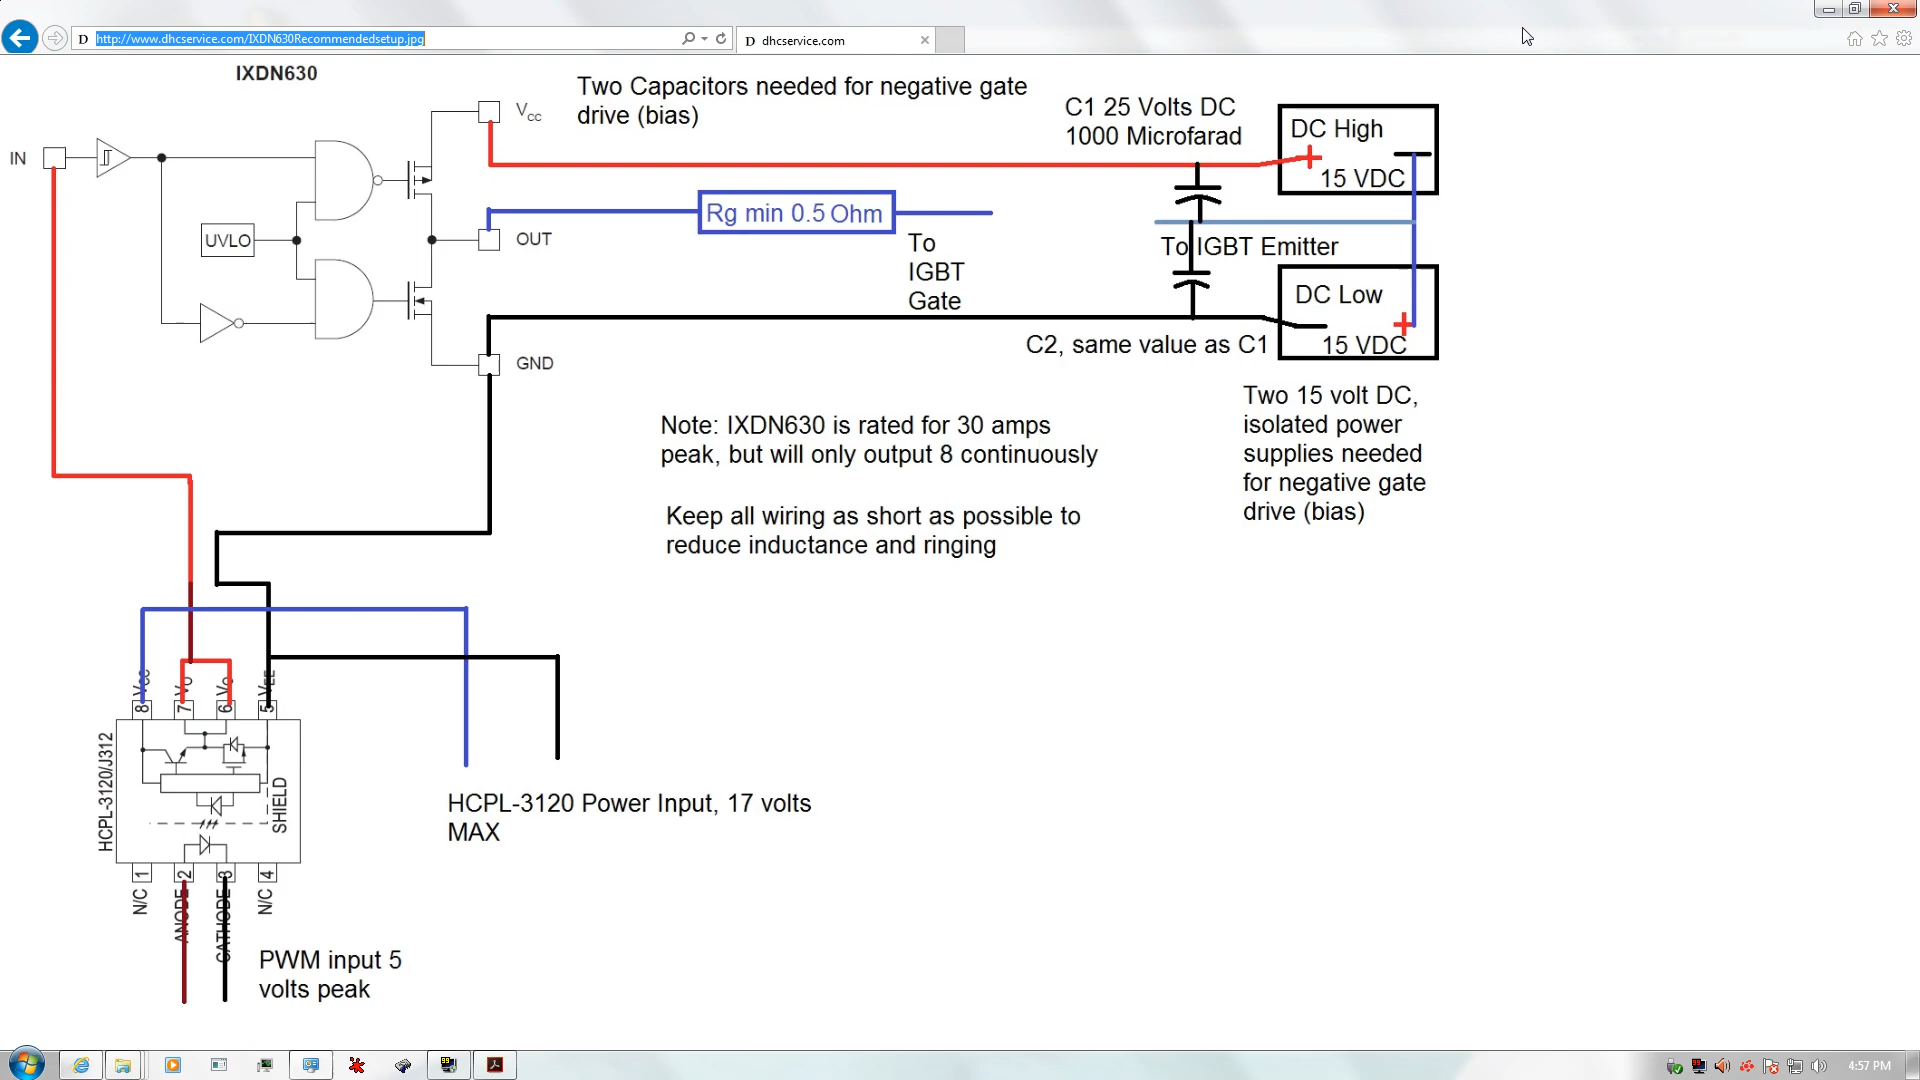 http://www.dhcservice.com/IXDN630Recommendedsetup.jpg
D dhcservice.com
IXDN630
Two Capacitors needed for negative gate
drive (bias)
C1 25 Volts DC
1000 Microfarad
DC High
15 VDC
VCC
IN
Rg min 0.5 Ohm
UVLO
OUT
To
IGBT
Gate
To IGBT Emitter
DC Low
15 VDC
C2, same value as C1
GND
Two 15 volt DC,
isolated power
supplies needed
for negative gate
drive (bias)
Note: IXDN630 is rated for 30 amps
peak, but will only output 8 continuously
Keep all wiring as short as possible to
reduce inductance and ringing
VCC
VO
VO
VEE
8
7
6
5
HCPL-3120/J312
SHIELD
HCPL-3120 Power Input, 17 volts
MAX
1
2
3
4
N/C
ANODE
CATHODE
N/C
PWM input 5
volts peak
4:57 PM